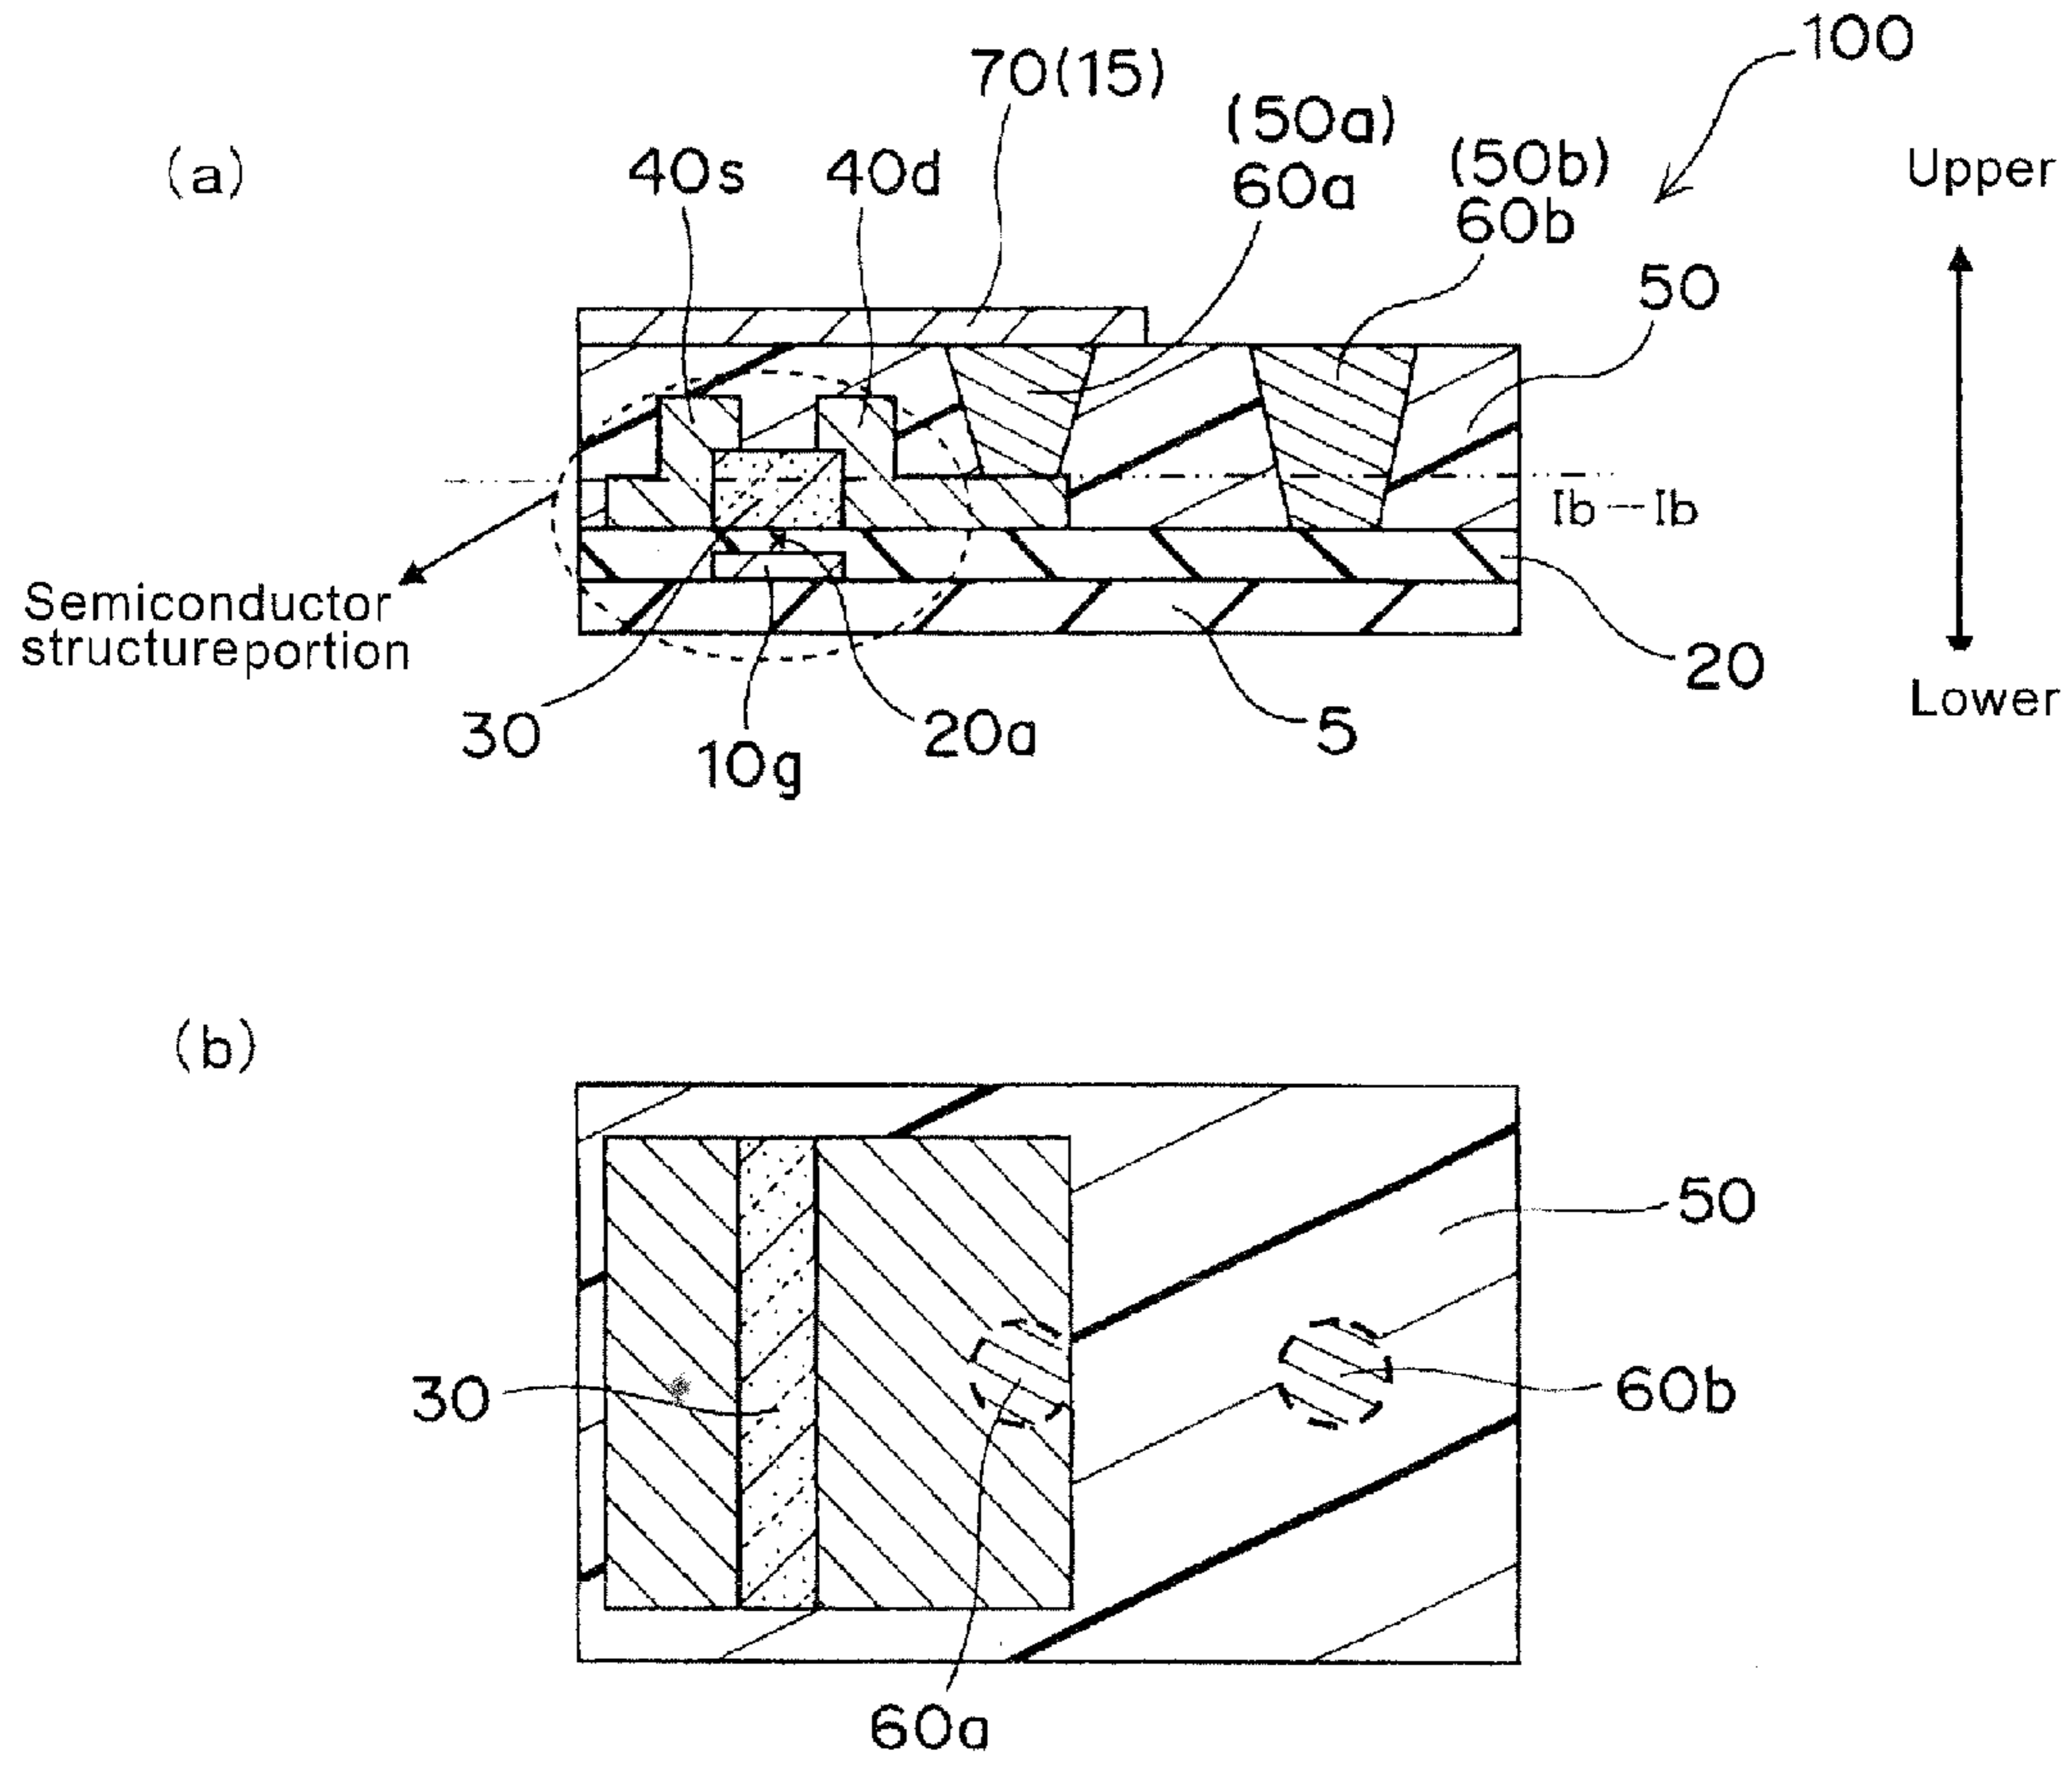 100
70(15)
(50a)
60a
(50b)
60b
Upper
(a)
40s
40d
50
Ib-Ib
Semiconductor
structureportion
20
Lower
30
10g
20a
5
(b)
50
30
60b
60a